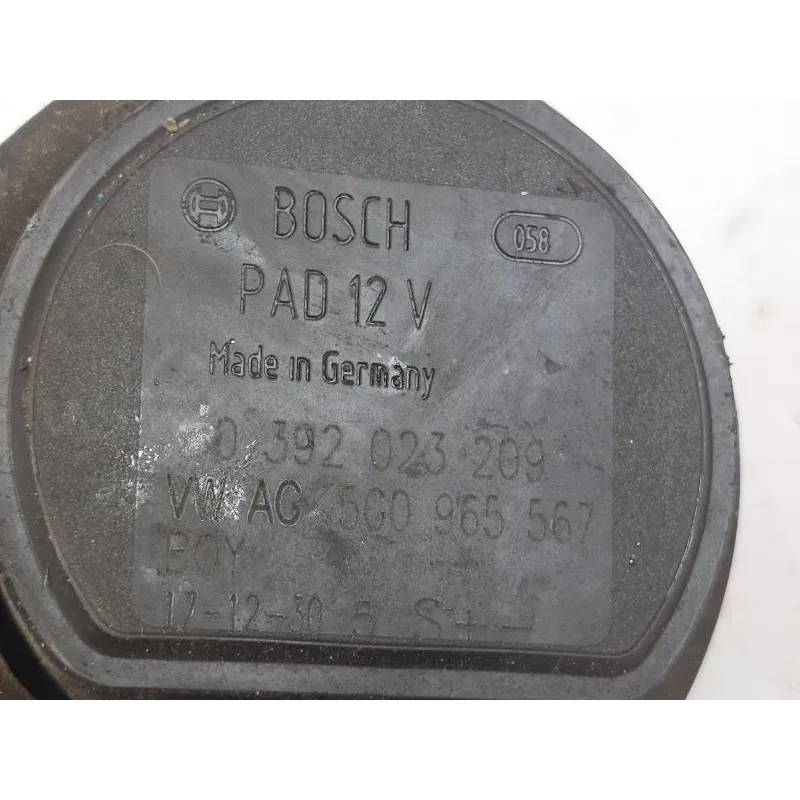 BOSCH 058
PAD 12 V
Made in Germany
0 392 023 209
VW AG 5G0 965 567
17-12-30 5 S + -